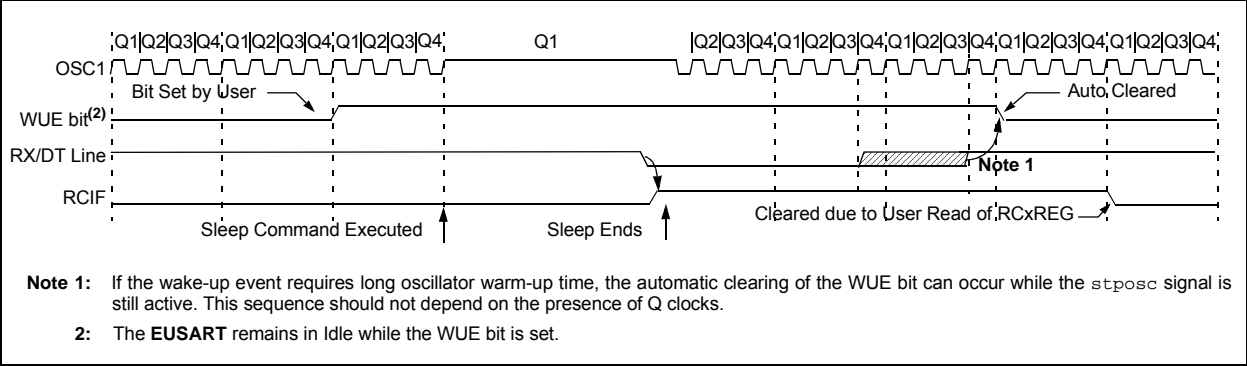 Q1|Q2|Q3|Q4 Q1|Q2|Q3|Q4 Q1|Q2|Q3|Q4 Q1 |Q2|Q3|Q4 Q1|Q2|Q3|Q4 Q1|Q2|Q3|Q4 Q1|Q2|Q3|Q4 Q1|Q2|Q3|Q4
OSC1
Bit Set by User
Auto Cleared
WUE bit(2)
RX/DT Line
Note 1
RCIF
Cleared due to User Read of RCxREG
Sleep Command Executed
Sleep Ends
Note 1: If the wake-up event requires long oscillator warm-up time, the automatic clearing of the WUE bit can occur while the stposc signal is
still active. This sequence should not depend on the presence of Q clocks.
2: The EUSART remains in Idle while the WUE bit is set.